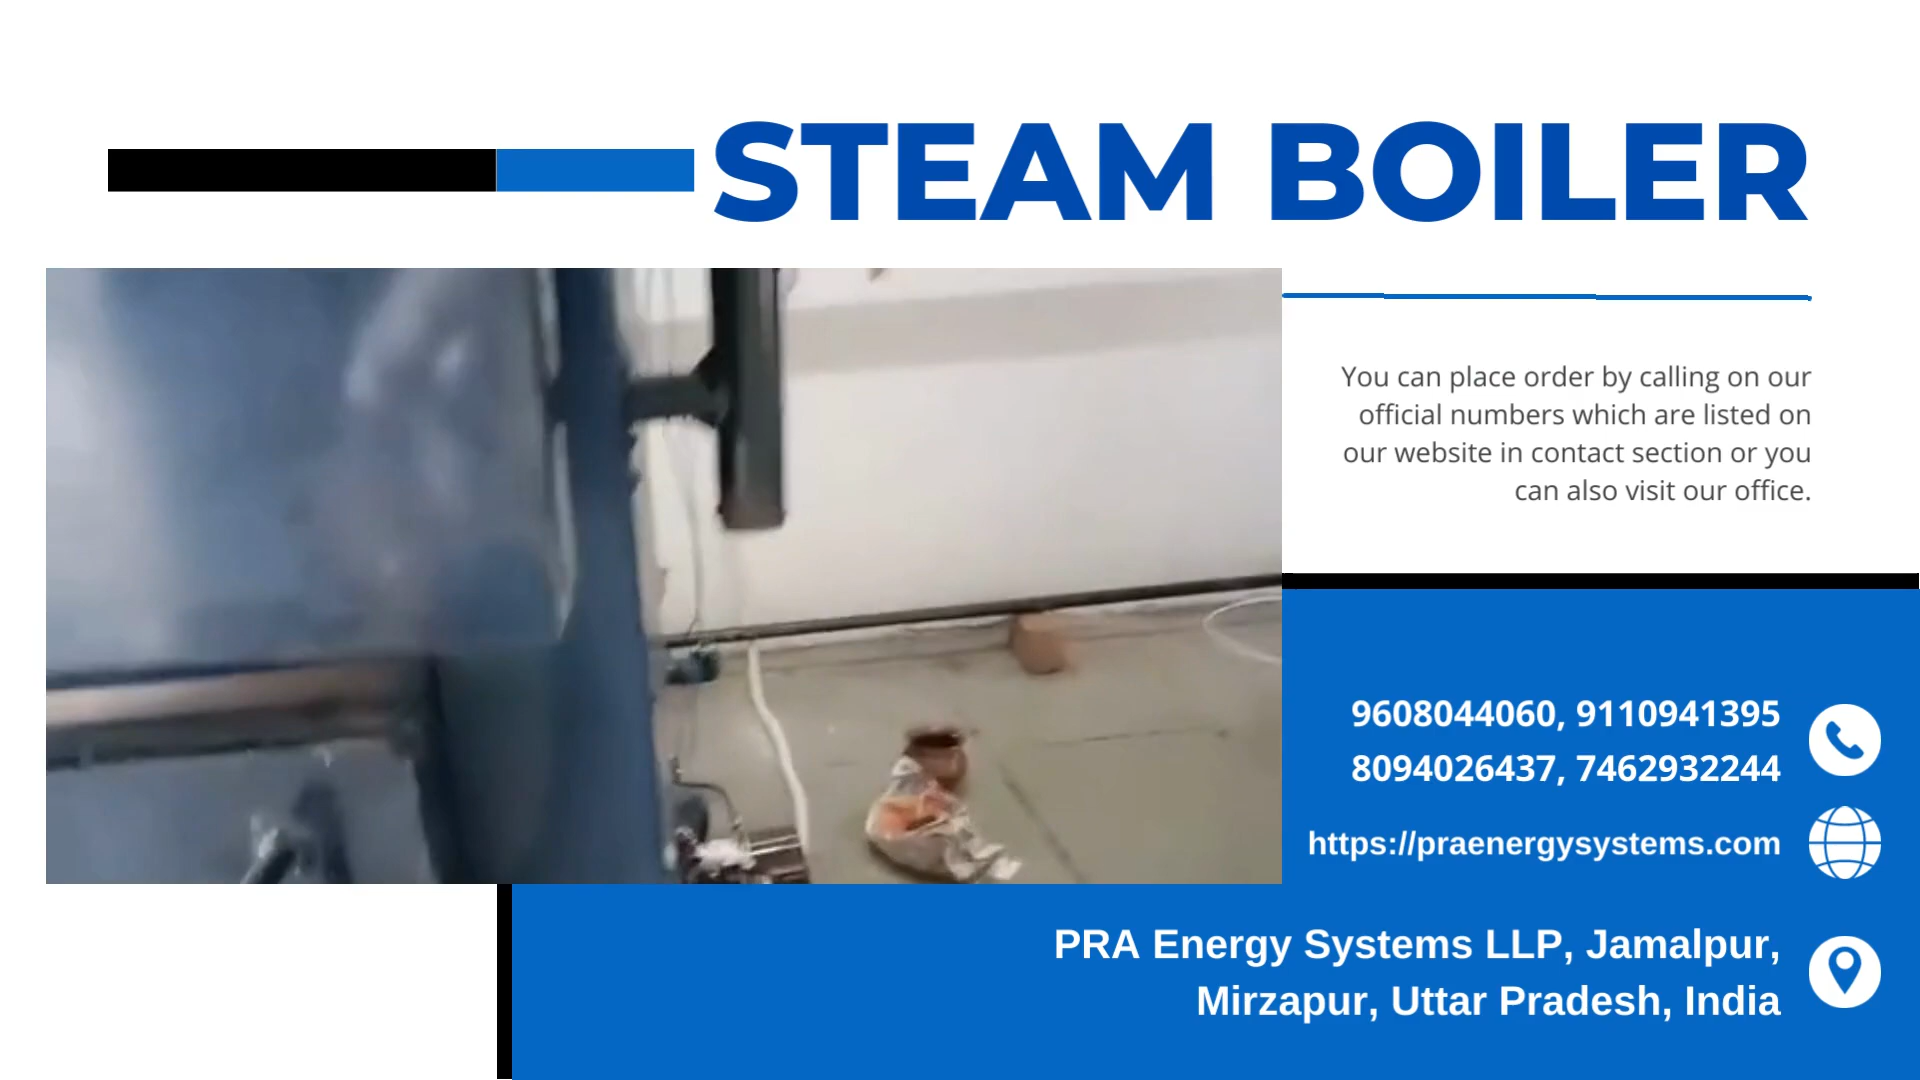 STEAM BOILER
You can place order by calling on our
official numbers which are listed on
our website in contact section or you
can also visit our office.
9608044060, 9110941395
8094026437, 7462932244
https://praenergysystems.com
PRA Energy Systems LLP, Jamalpur,
Mirzapur, Uttar Pradesh, India